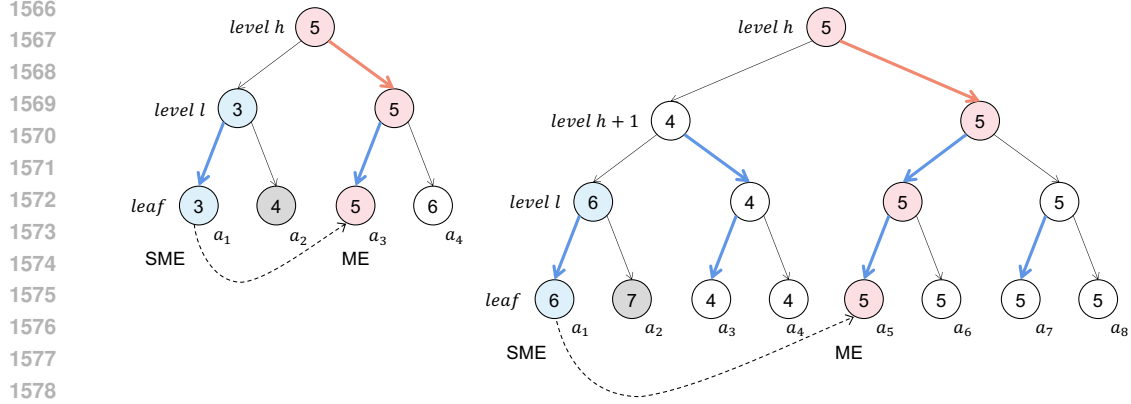 1566
level h 5 level h 5
1567
1568
1569
level l 3 5 level h + 1 4 5
1570
1571
1572
leaf 3 4 5 6 level l 6 4 5 5
1573
a₁ a₂ a₃ a₄
1574
SME ME
1575
leaf 6 7 4 4 5 5 5 5
1576
a₁ a₂ a₃ a₄ a₅ a₆ a₇ a₈
1577
SME ME
1578